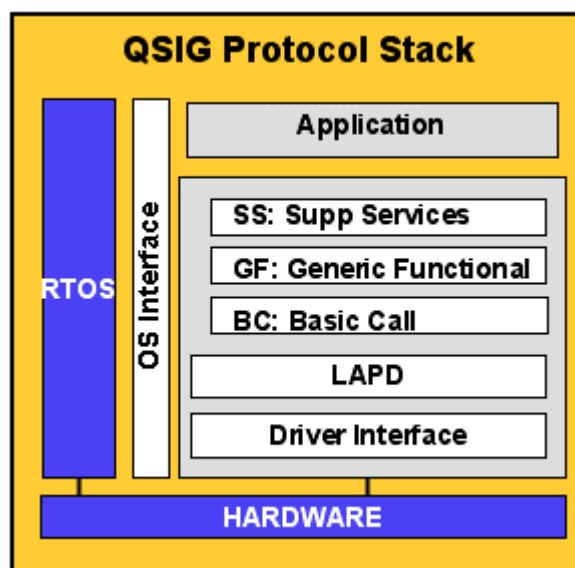 QSIG Protocol Stack
RTOS
OS Interface
Application
SS: Supp Services
GF: Generic Functional
BC: Basic Call
LAPD
Driver Interface
HARDWARE